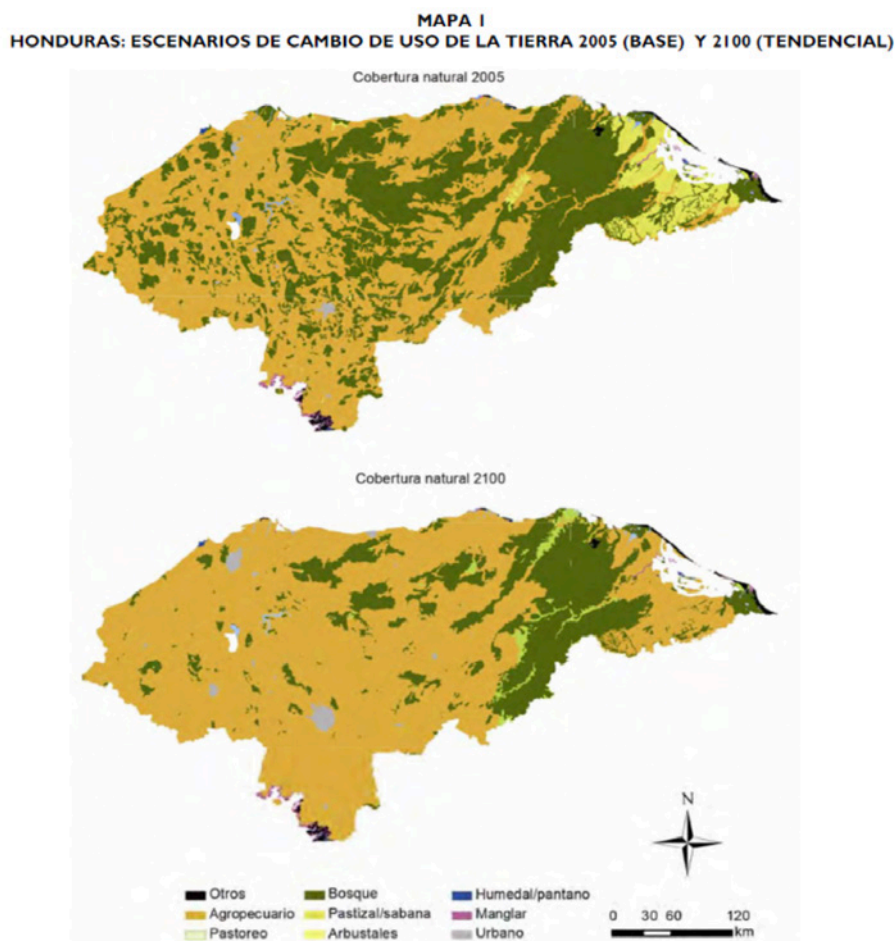 MAPA 1
HONDURAS: ESCENARIOS DE CAMBIO DE USO DE LA TIERRA 2005 (BASE) Y 2100 (TENDENCIAL)
Cobertura natural 2005
Cobertura natural 2100
N
Otros
Bosque
Humedal/pantano
Agropecuario
Pastizal/sabana
Manglar
Pastoreo
Arbustales
Urbano
0 30 60 120
km